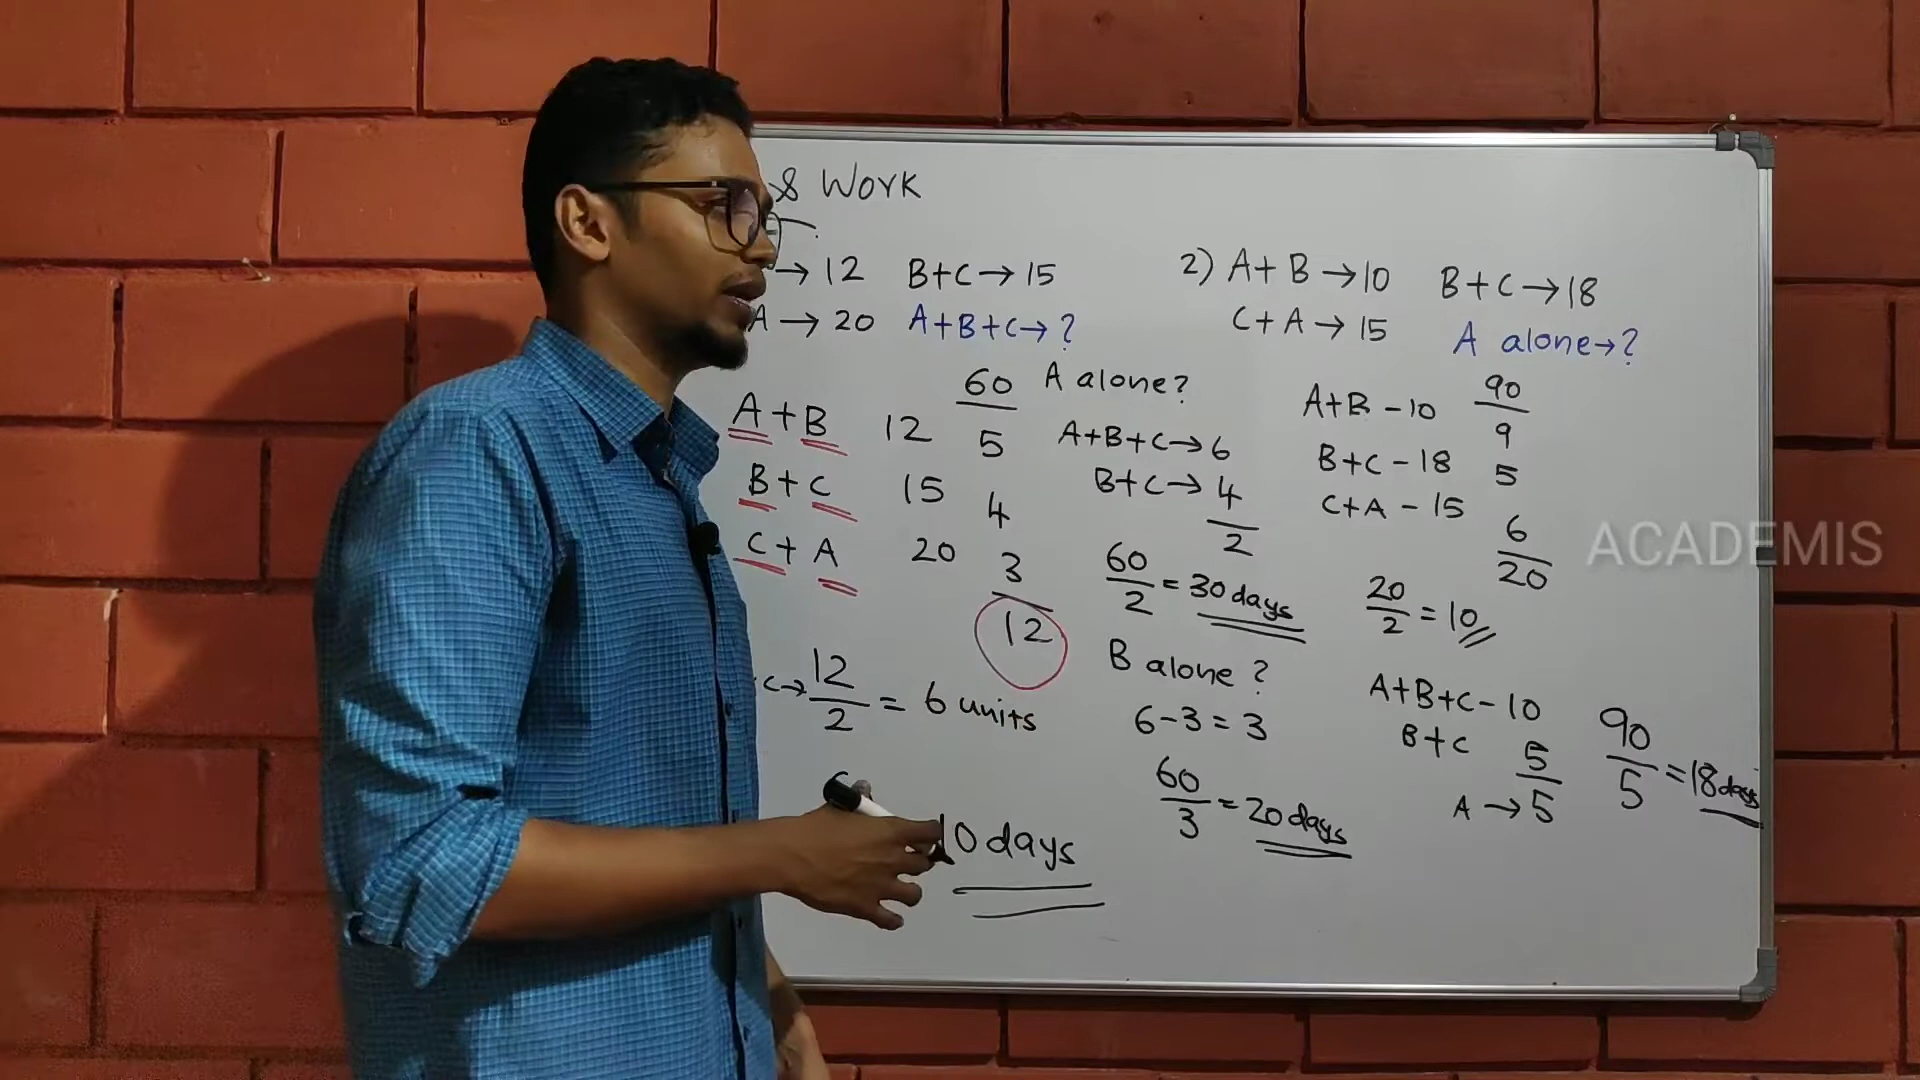 & WORK
→ 12 B+C → 15
A → 20 A+B+C → ?
A+B 12 60/5
B+C 15 4
C+A 20 3
12
C → 12/2 = 6 units
10 days
A alone?
A+B+C → 6
B+C → 4
2
60/2 = 30 days
B alone ?
6-3 = 3
60/3 = 20 days
2) A+B → 10 B+C → 18
C+A → 15 A alone → ?
A+B - 10 90/9
B+C - 18 5
C+A - 15 6
20
20/2 = 10
A+B+C - 10
B+C 5
A → 5
90/5 = 18 days
ACADEMIS